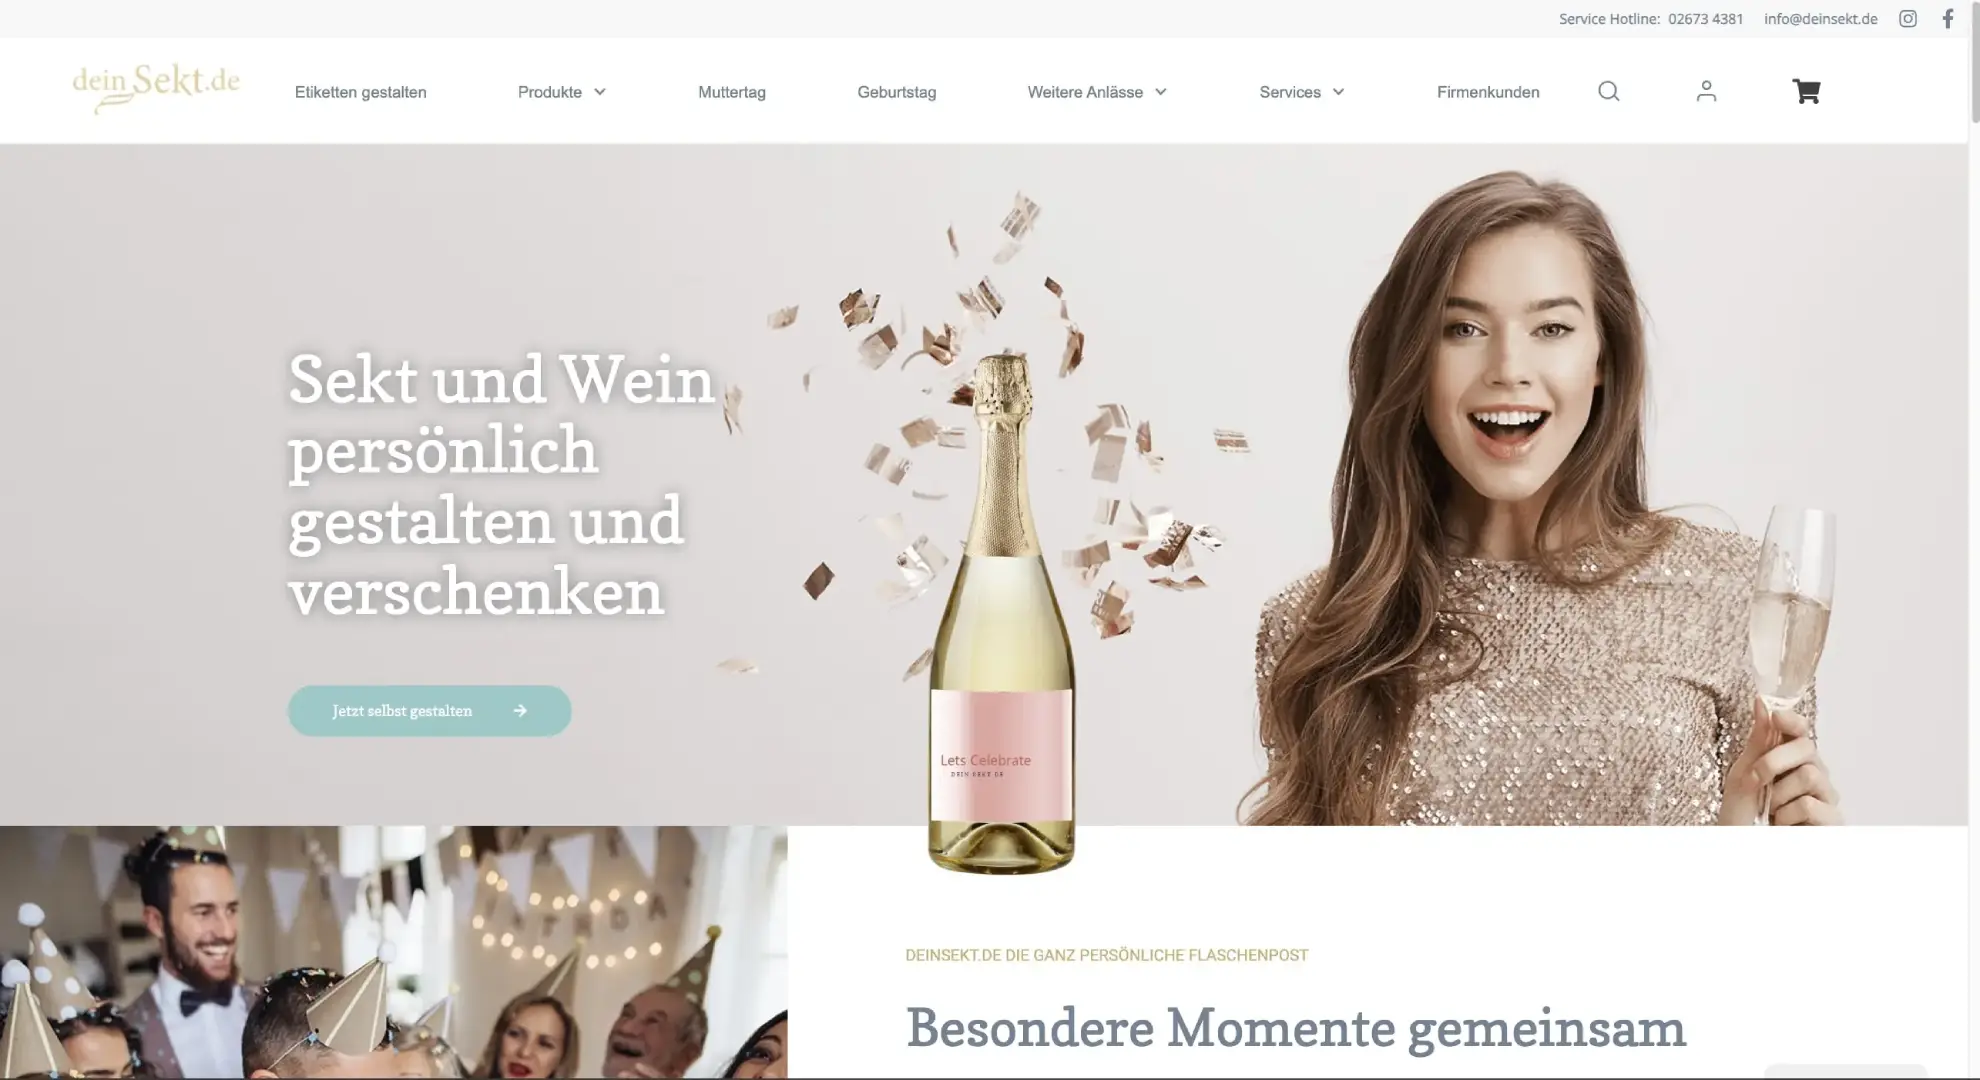 Service Hotline: 02673 4381 info@deinsekt.de
dein Sekt.de
Etiketten gestalten Produkte Muttertag Geburtstag Weitere Anlässe Services Firmenkunden
Sekt und Wein
persönlich
gestalten und
verschenken
Jetzt selbst gestalten
Lets Celebrate
DEIN SEKT DE
DEINSEKT.DE DIE GANZ PERSÖNLICHE FLASCHENPOST
Besondere Momente gemeinsam